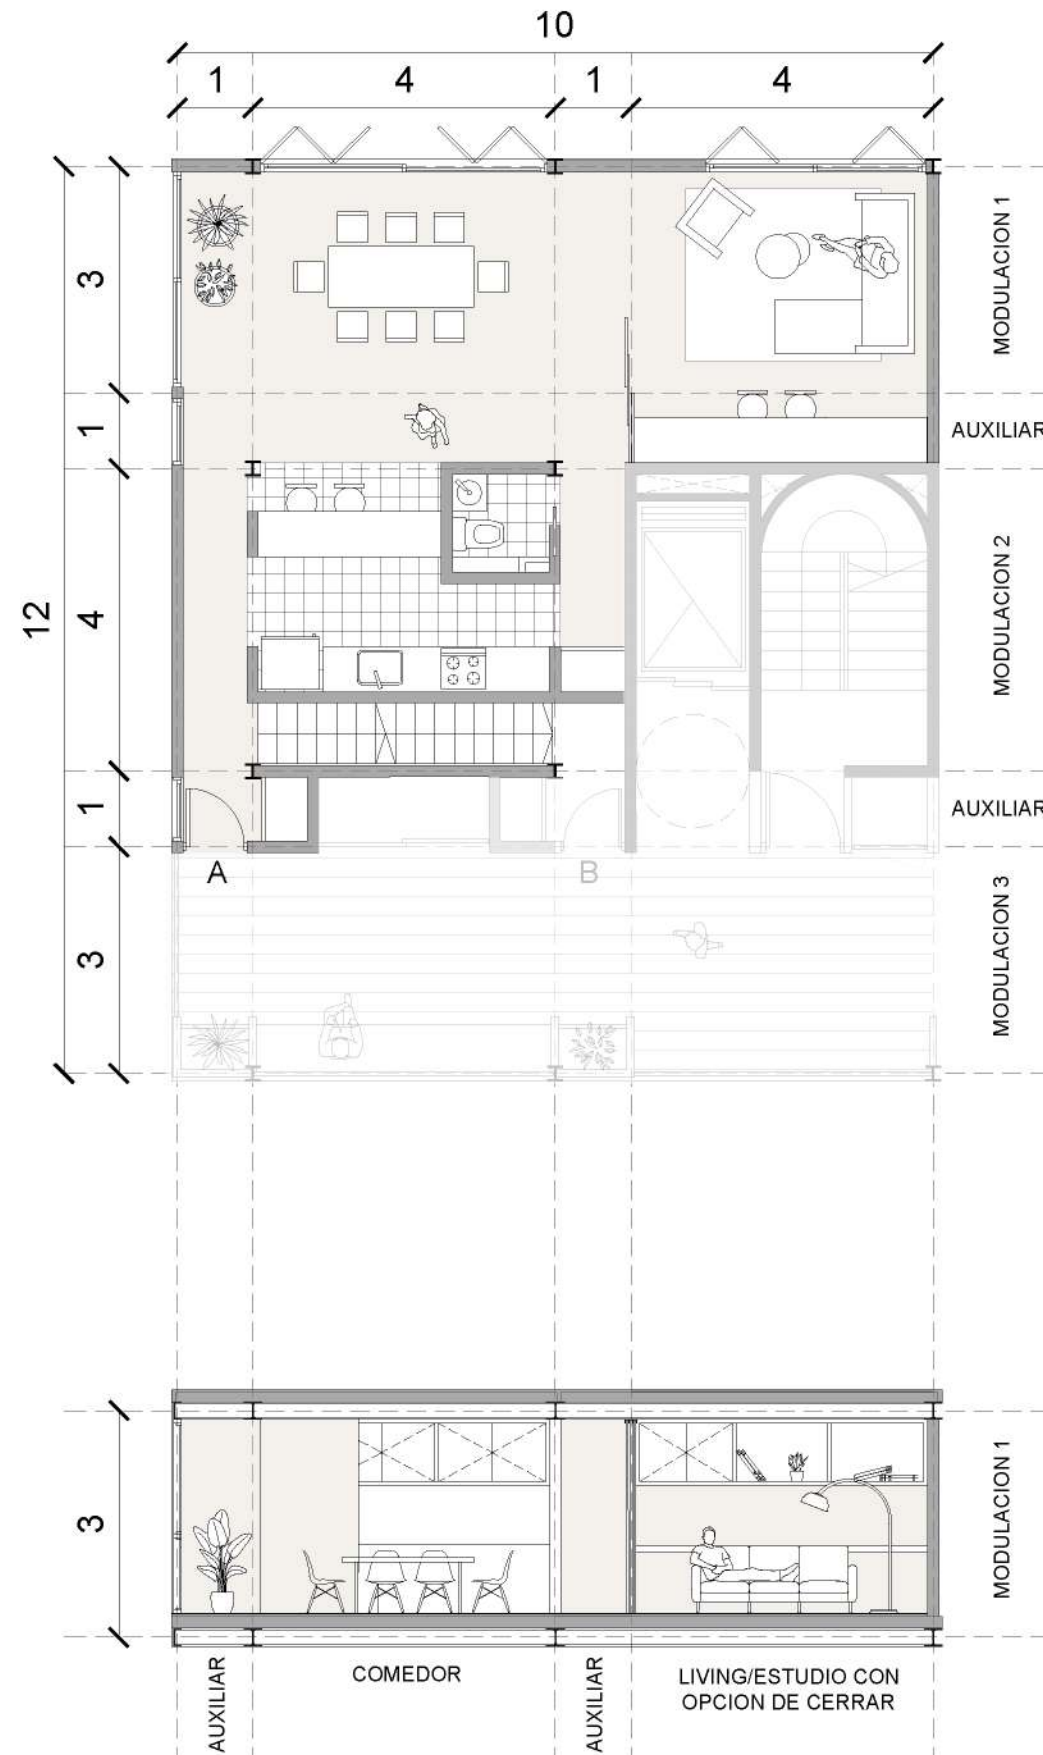 10
1
4
1
4
3
MODULACION 1
1
AUXILIAR
12
4
MODULACION 2
1
AUXILIAR
A
B
3
MODULACION 3
3
MODULACION 1
AUXILIAR
COMEDOR
AUXILIAR
LIVING/ESTUDIO CON
OPCION DE CERRAR